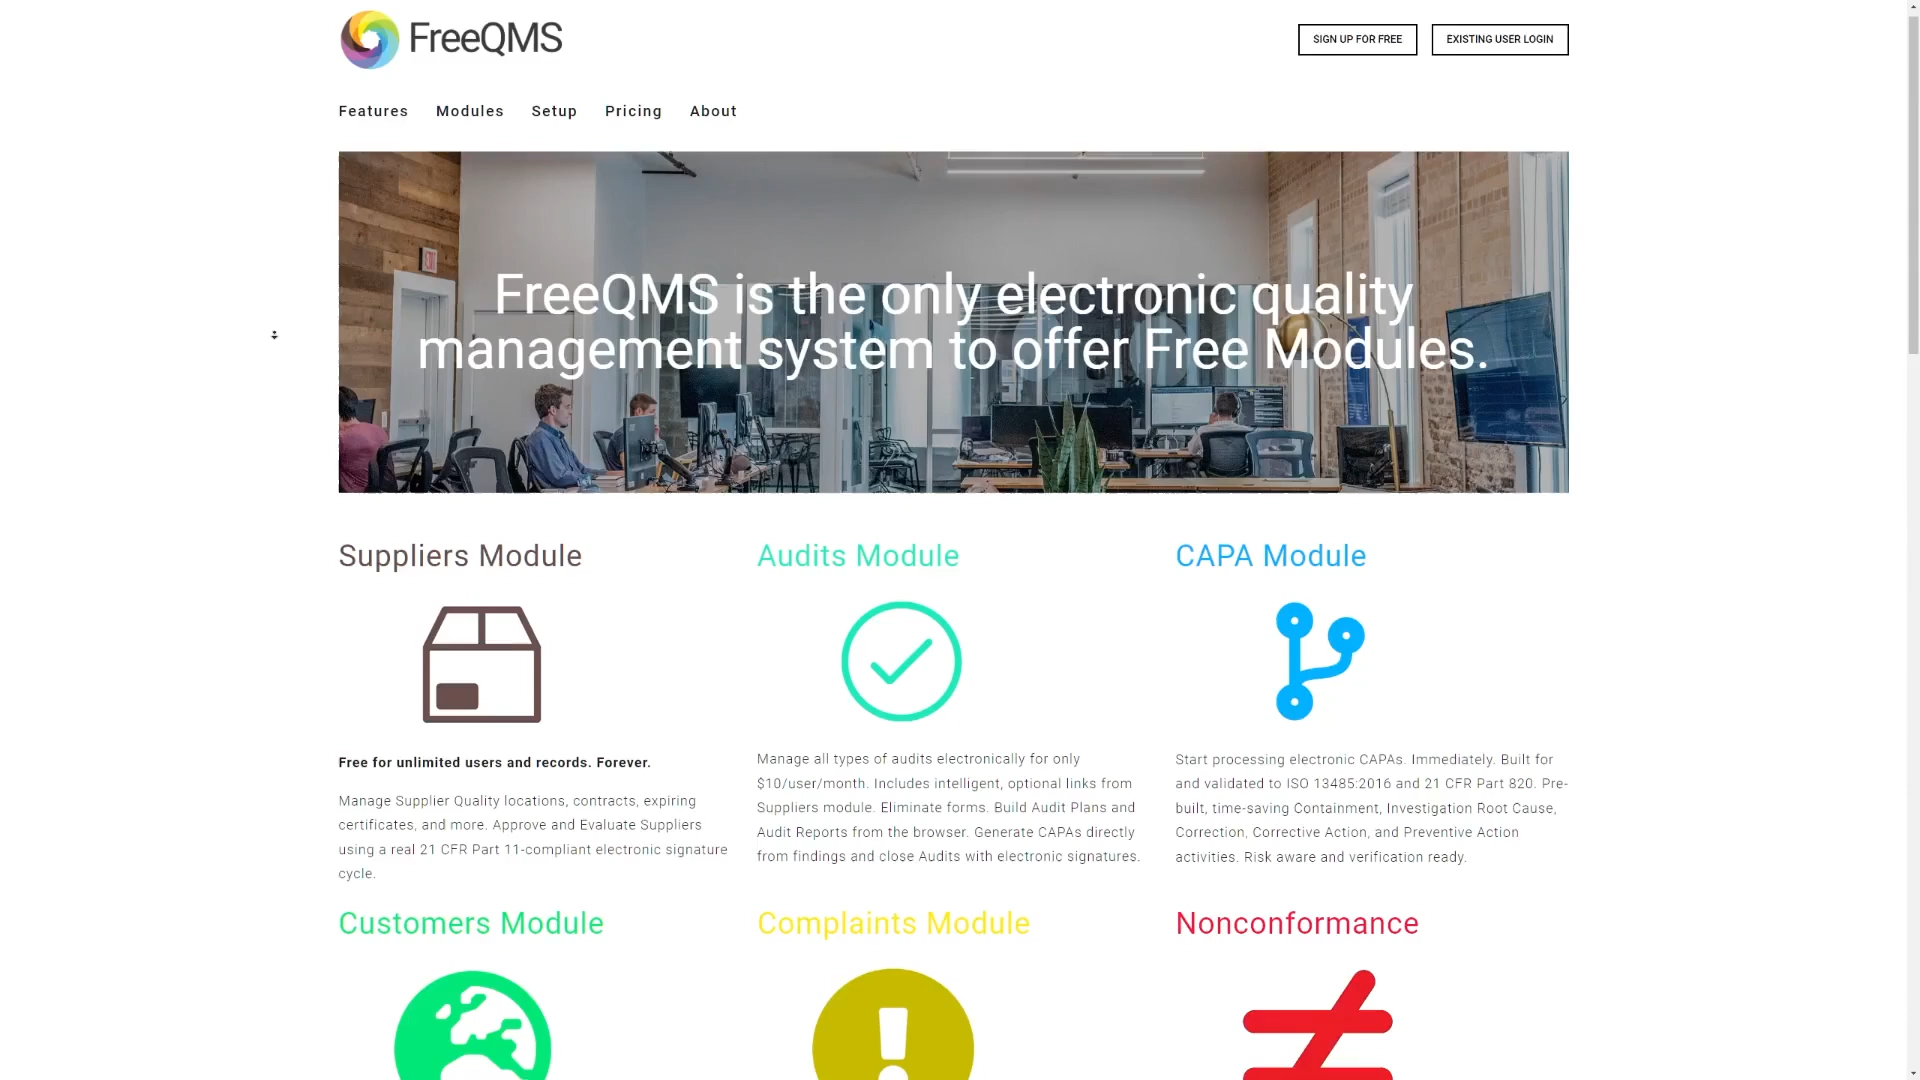 FreeQMS
SIGN UP FOR FREE
EXISTING USER LOGIN
Features
Modules
Setup
Pricing
About
FreeQMS is the only electronic quality
management system to offer Free Modules.
Suppliers Module
Free for unlimited users and records. Forever.
Manage Supplier Quality locations, contracts, expiring
certificates, and more. Approve and Evaluate Suppliers
using a real 21 CFR Part 11-compliant electronic signature
cycle.
Audits Module
Manage all types of audits electronically for only
$10/user/month. Includes intelligent, optional links from
Suppliers module. Eliminate forms. Build Audit Plans and
Audit Reports from the browser. Generate CAPAs directly
from findings and close Audits with electronic signatures.
CAPA Module
Start processing electronic CAPAs. Immediately. Built for
and validated to ISO 13485:2016 and 21 CFR Part 820. Pre-
built, time-saving Containment, Investigation Root Cause,
Correction, Corrective Action, and Preventive Action
activities. Risk aware and verification ready.
Customers Module
Complaints Module
Nonconformance